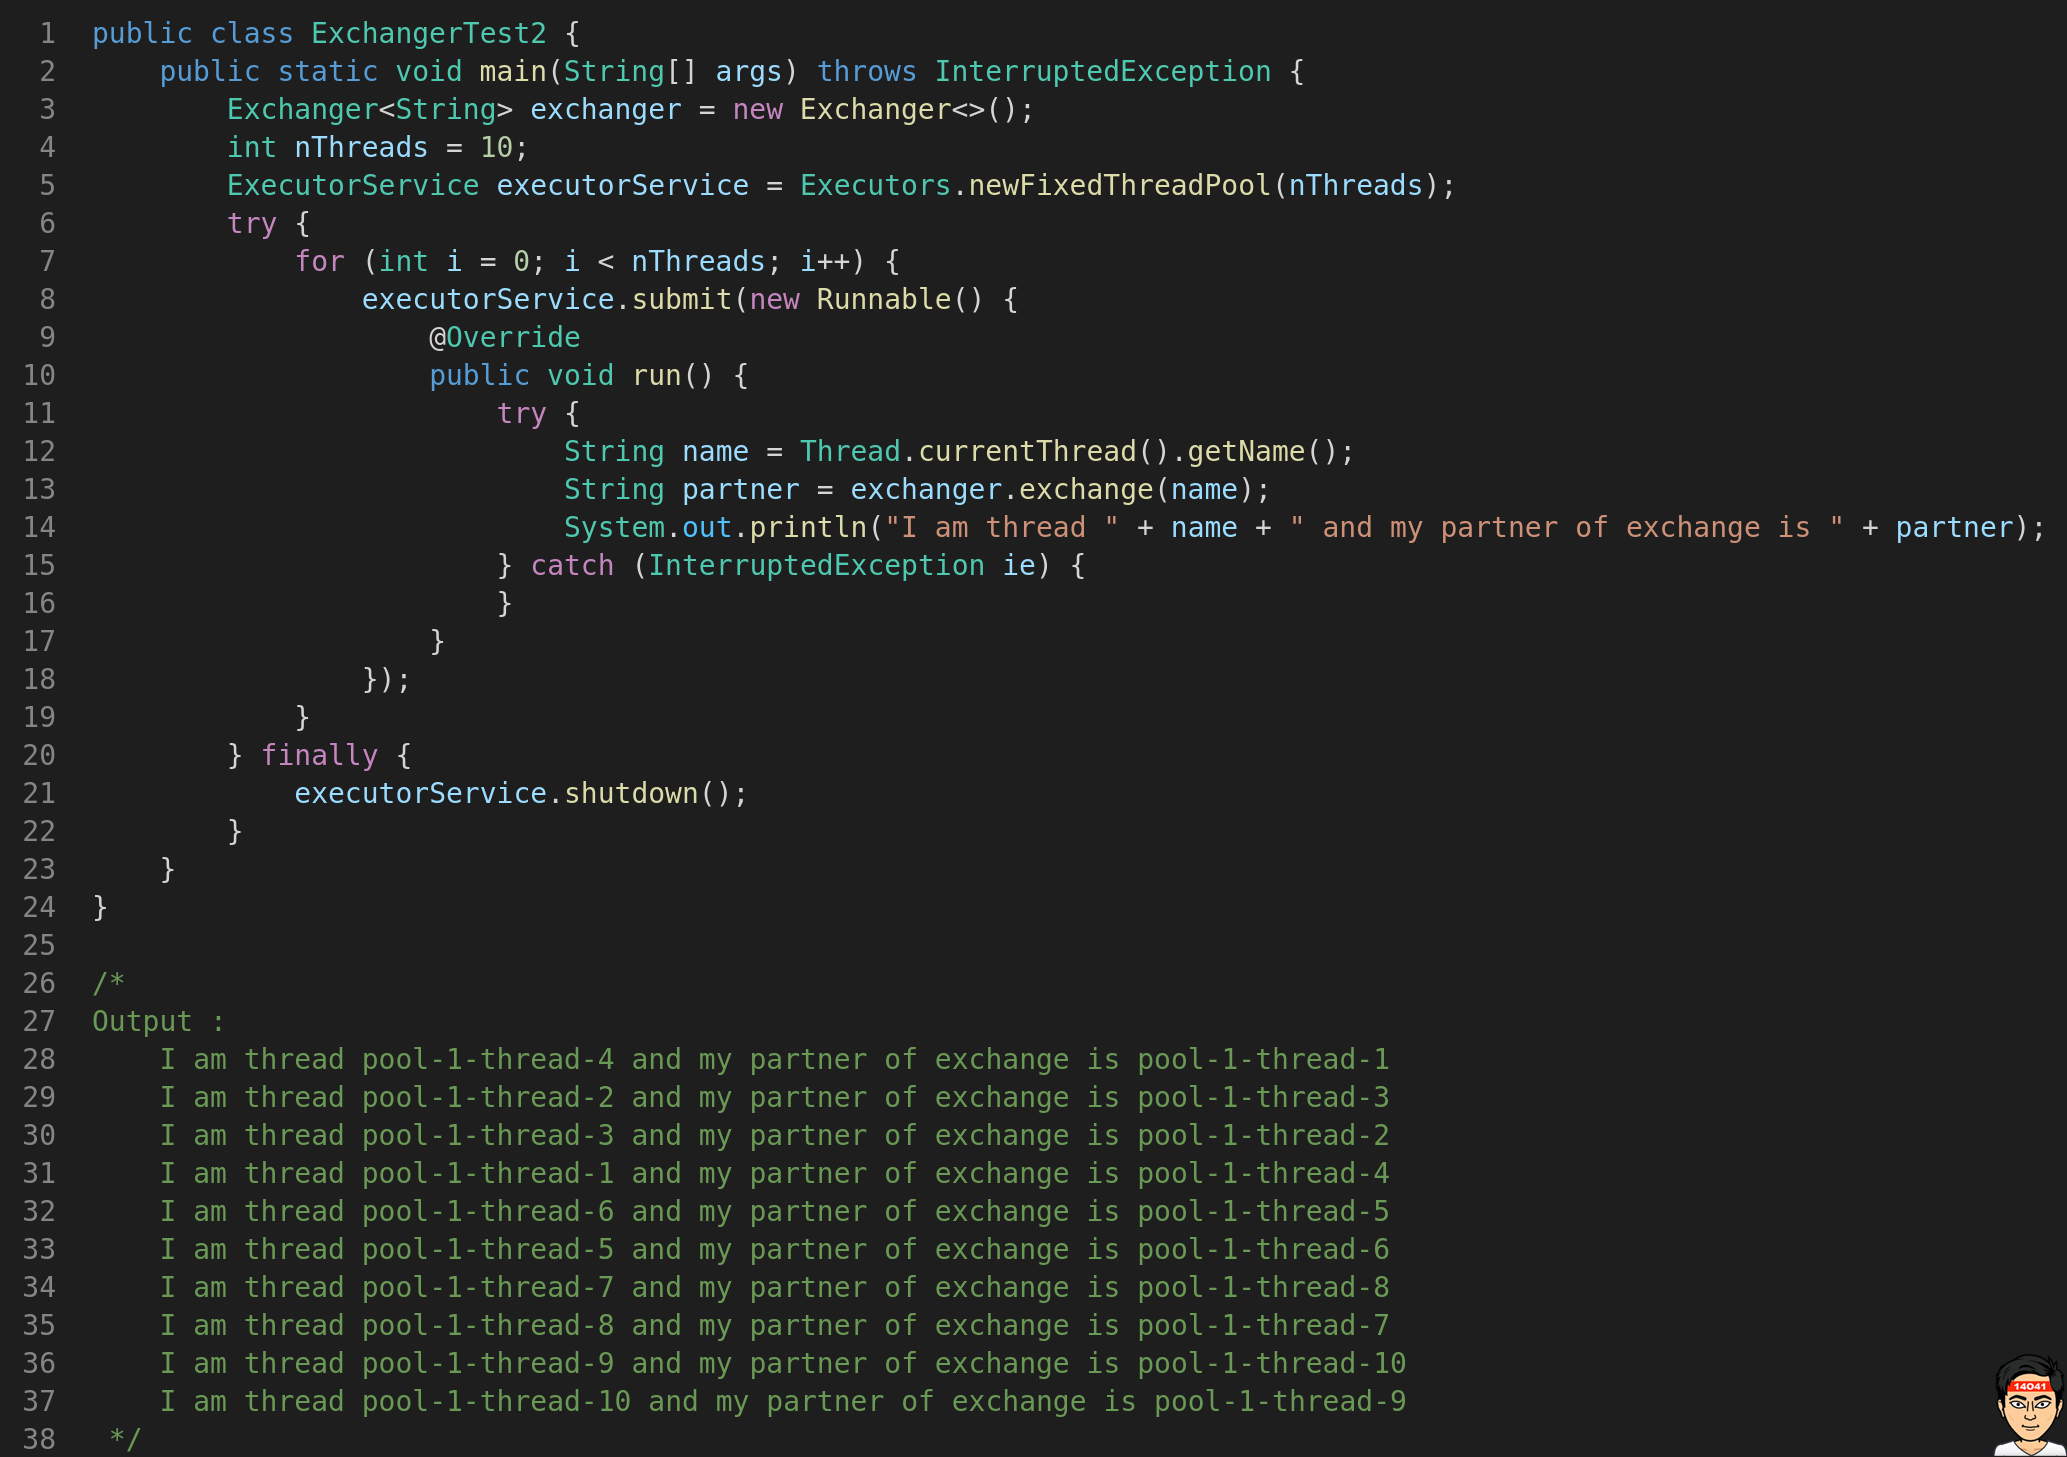 1 public class ExchangerTest2 {
2     public static void main(String[] args) throws InterruptedException {
3         Exchanger<String> exchanger = new Exchanger<>();
4         int nThreads = 10;
5         ExecutorService executorService = Executors.newFixedThreadPool(nThreads);
6         try {
7             for (int i = 0; i < nThreads; i++) {
8                 executorService.submit(new Runnable() {
9                     @Override
10                     public void run() {
11                         try {
12                             String name = Thread.currentThread().getName();
13                             String partner = exchanger.exchange(name);
14                             System.out.println("I am thread " + name + " and my partner of exchange is " + partner);
15                         } catch (InterruptedException ie) {
16                         }
17                     }
18                 });
19             }
20         } finally {
21             executorService.shutdown();
22         }
23     }
24 }
25
26 /*
27 Output :
28     I am thread pool-1-thread-4 and my partner of exchange is pool-1-thread-1
29     I am thread pool-1-thread-2 and my partner of exchange is pool-1-thread-3
30     I am thread pool-1-thread-3 and my partner of exchange is pool-1-thread-2
31     I am thread pool-1-thread-1 and my partner of exchange is pool-1-thread-4
32     I am thread pool-1-thread-6 and my partner of exchange is pool-1-thread-5
33     I am thread pool-1-thread-5 and my partner of exchange is pool-1-thread-6
34     I am thread pool-1-thread-7 and my partner of exchange is pool-1-thread-8
35     I am thread pool-1-thread-8 and my partner of exchange is pool-1-thread-7
36     I am thread pool-1-thread-9 and my partner of exchange is pool-1-thread-10
37     I am thread pool-1-thread-10 and my partner of exchange is pool-1-thread-9
38  */
14041